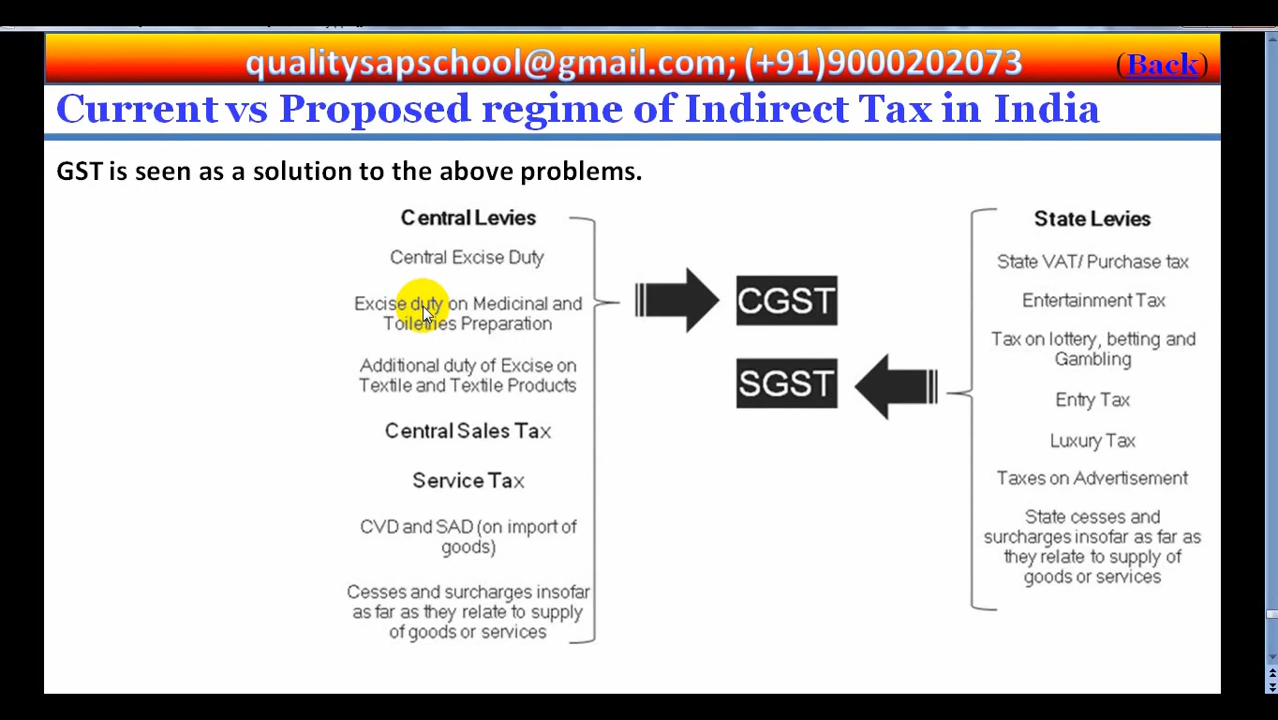 qualitysapschool@gmail.com; (+91)9000202073
(Back)
Current vs Proposed regime of Indirect Tax in India
GST is seen as a solution to the above problems.
Central Levies
Central Excise Duty
Excise duty on Medicinal and
Toiletries Preparation
Additional duty of Excise on
Textile and Textile Products
Central Sales Tax
Service Tax
CVD and SAD (on import of
goods)
Cesses and surcharges insofar
as far as they relate to supply
of goods or services
CGST
SGST
State Levies
State VAT/ Purchase tax
Entertainment Tax
Tax on lottery, betting and
Gambling
Entry Tax
Luxury Tax
Taxes on Advertisement
State cesses and
surcharges insofar as far as
they relate to supply of
goods or services